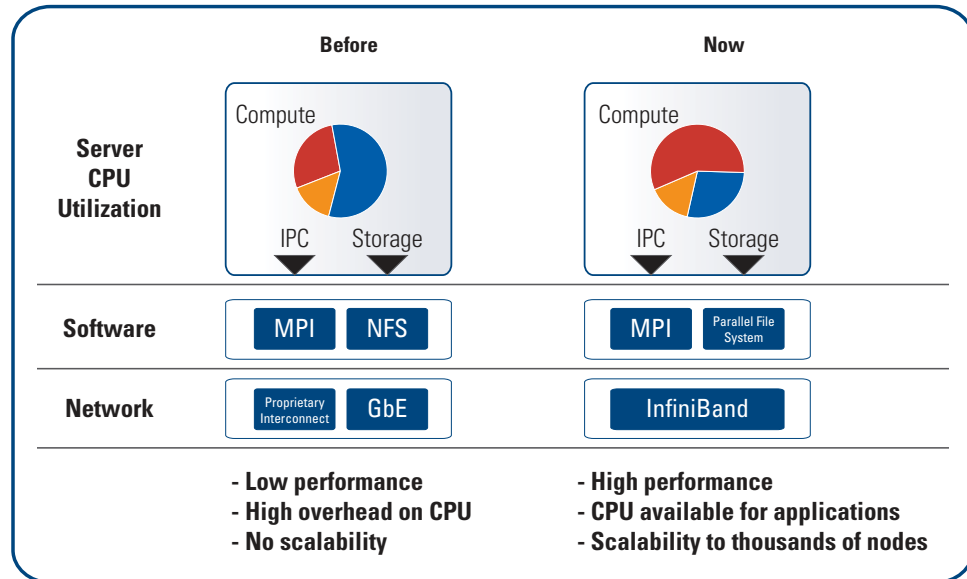 Before
Now
Server
CPU
Utilization
Compute
IPC
Storage
Compute
IPC
Storage
Software
MPI
NFS
MPI
Parallel File
System
Network
Proprietary
Interconnect
GbE
InfiniBand
- Low performance
- High overhead on CPU
- No scalability
- High performance
- CPU available for applications
- Scalability to thousands of nodes